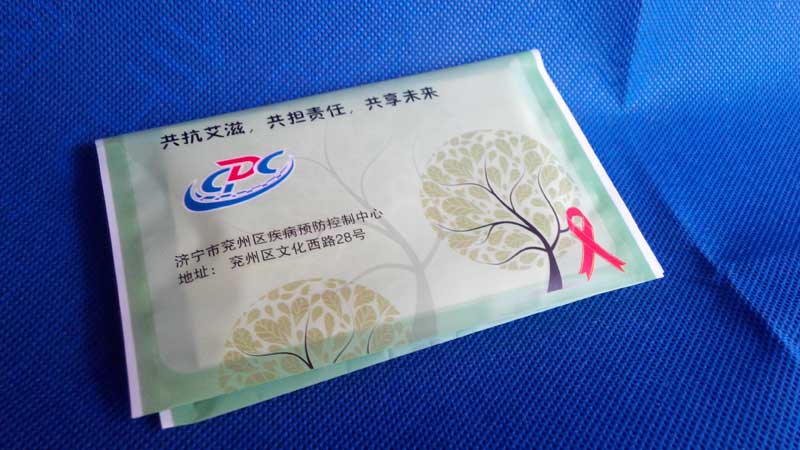 共抗艾滋，共担责任，共享未来
CDC
济宁市兖州区疾病预防控制中心
地址： 兖州区文化西路28号